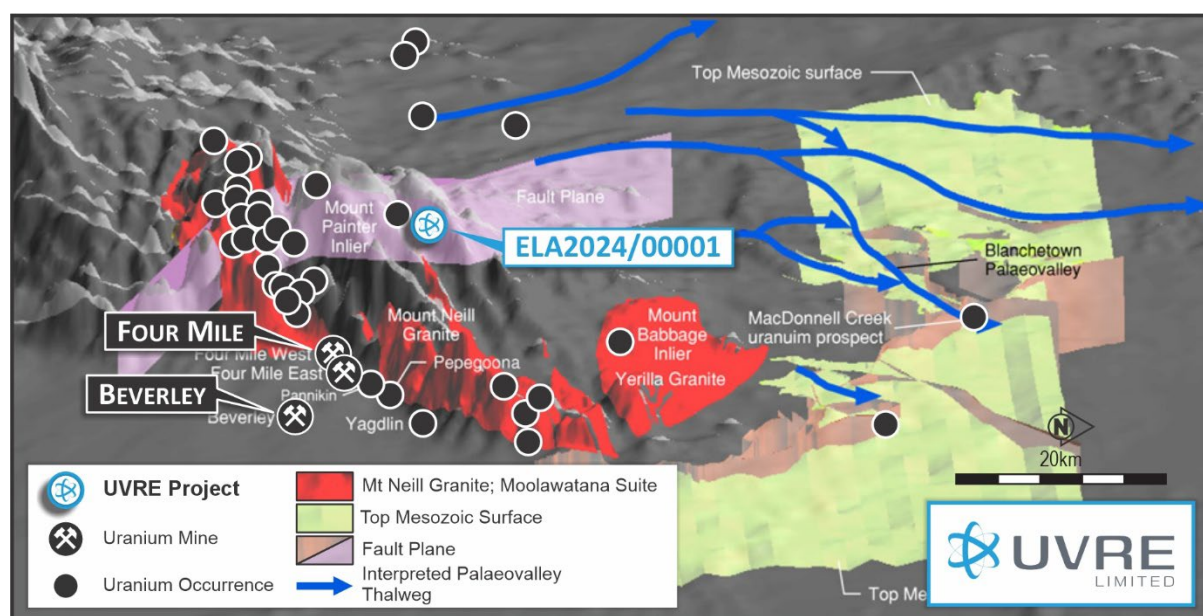 Top Mesozoic surface
Fault Plane
Mount
Painter
Inlier
ELA2024/00001
Blanchetown
Palaeovalley
Mount Neill
Granite
Mount
Babbage
Inlier
Yerilla Granite
MacDonnell Creek
uranuim prospect
FOUR MILE
Four Mile West
Four Mile East
Pepegoona
Pannikin
BEVERLEY
Beverley
Yagdlin
N
20km
UVRE Project
Uranium Mine
Uranium Occurrence
Mt Neill Granite; Moolawatana Suite
Top Mesozoic Surface
Fault Plane
Interpreted Palaeovalley
Thalweg
UVRE
LIMITED
Top Me